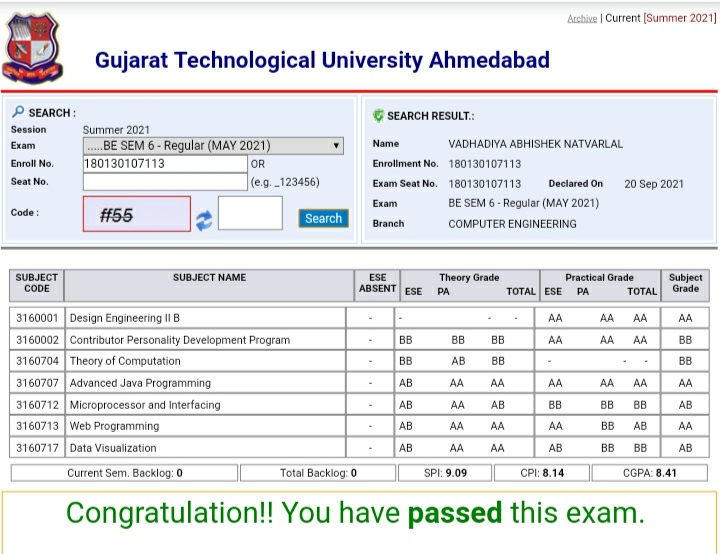 Archive | Current [Summer 2021]
Gujarat Technological University Ahmedabad
SEARCH :
Session Summer 2021
Exam .....BE SEM 6 - Regular (MAY 2021)
Enroll No. 180130107113 OR
Seat No. (e.g. _123456)
Code : ff55 Search
SEARCH RESULT.:
Name VADHADIYA ABHISHEK NATVARLAL
Enrollment No. 180130107113
Exam Seat No. 180130107113 Declared On 20 Sep 2021
Exam BE SEM 6 - Regular (MAY 2021)
Branch COMPUTER ENGINEERING
SUBJECT CODE SUBJECT NAME ESE ABSENT Theory Grade Practical Grade Subject Grade
ESE PA TOTAL ESE PA TOTAL
3160001 Design Engineering II B - - - - AA AA AA AA
3160002 Contributor Personality Development Program - BB BB BB AA AA AA BB
3160704 Theory of Computation - BB AB BB - - - BB
3160707 Advanced Java Programming - AB AA AA AA AA AA AA
3160712 Microprocessor and Interfacing - AB AA AB BB BB BB AB
3160713 Web Programming - AB AA AA AA BB AB AA
3160717 Data Visualization - AB AA AA AB BB BB AB
Current Sem. Backlog: 0 Total Backlog: 0 SPI: 9.09 CPI: 8.14 CGPA: 8.41
Congratulation!! You have passed this exam.